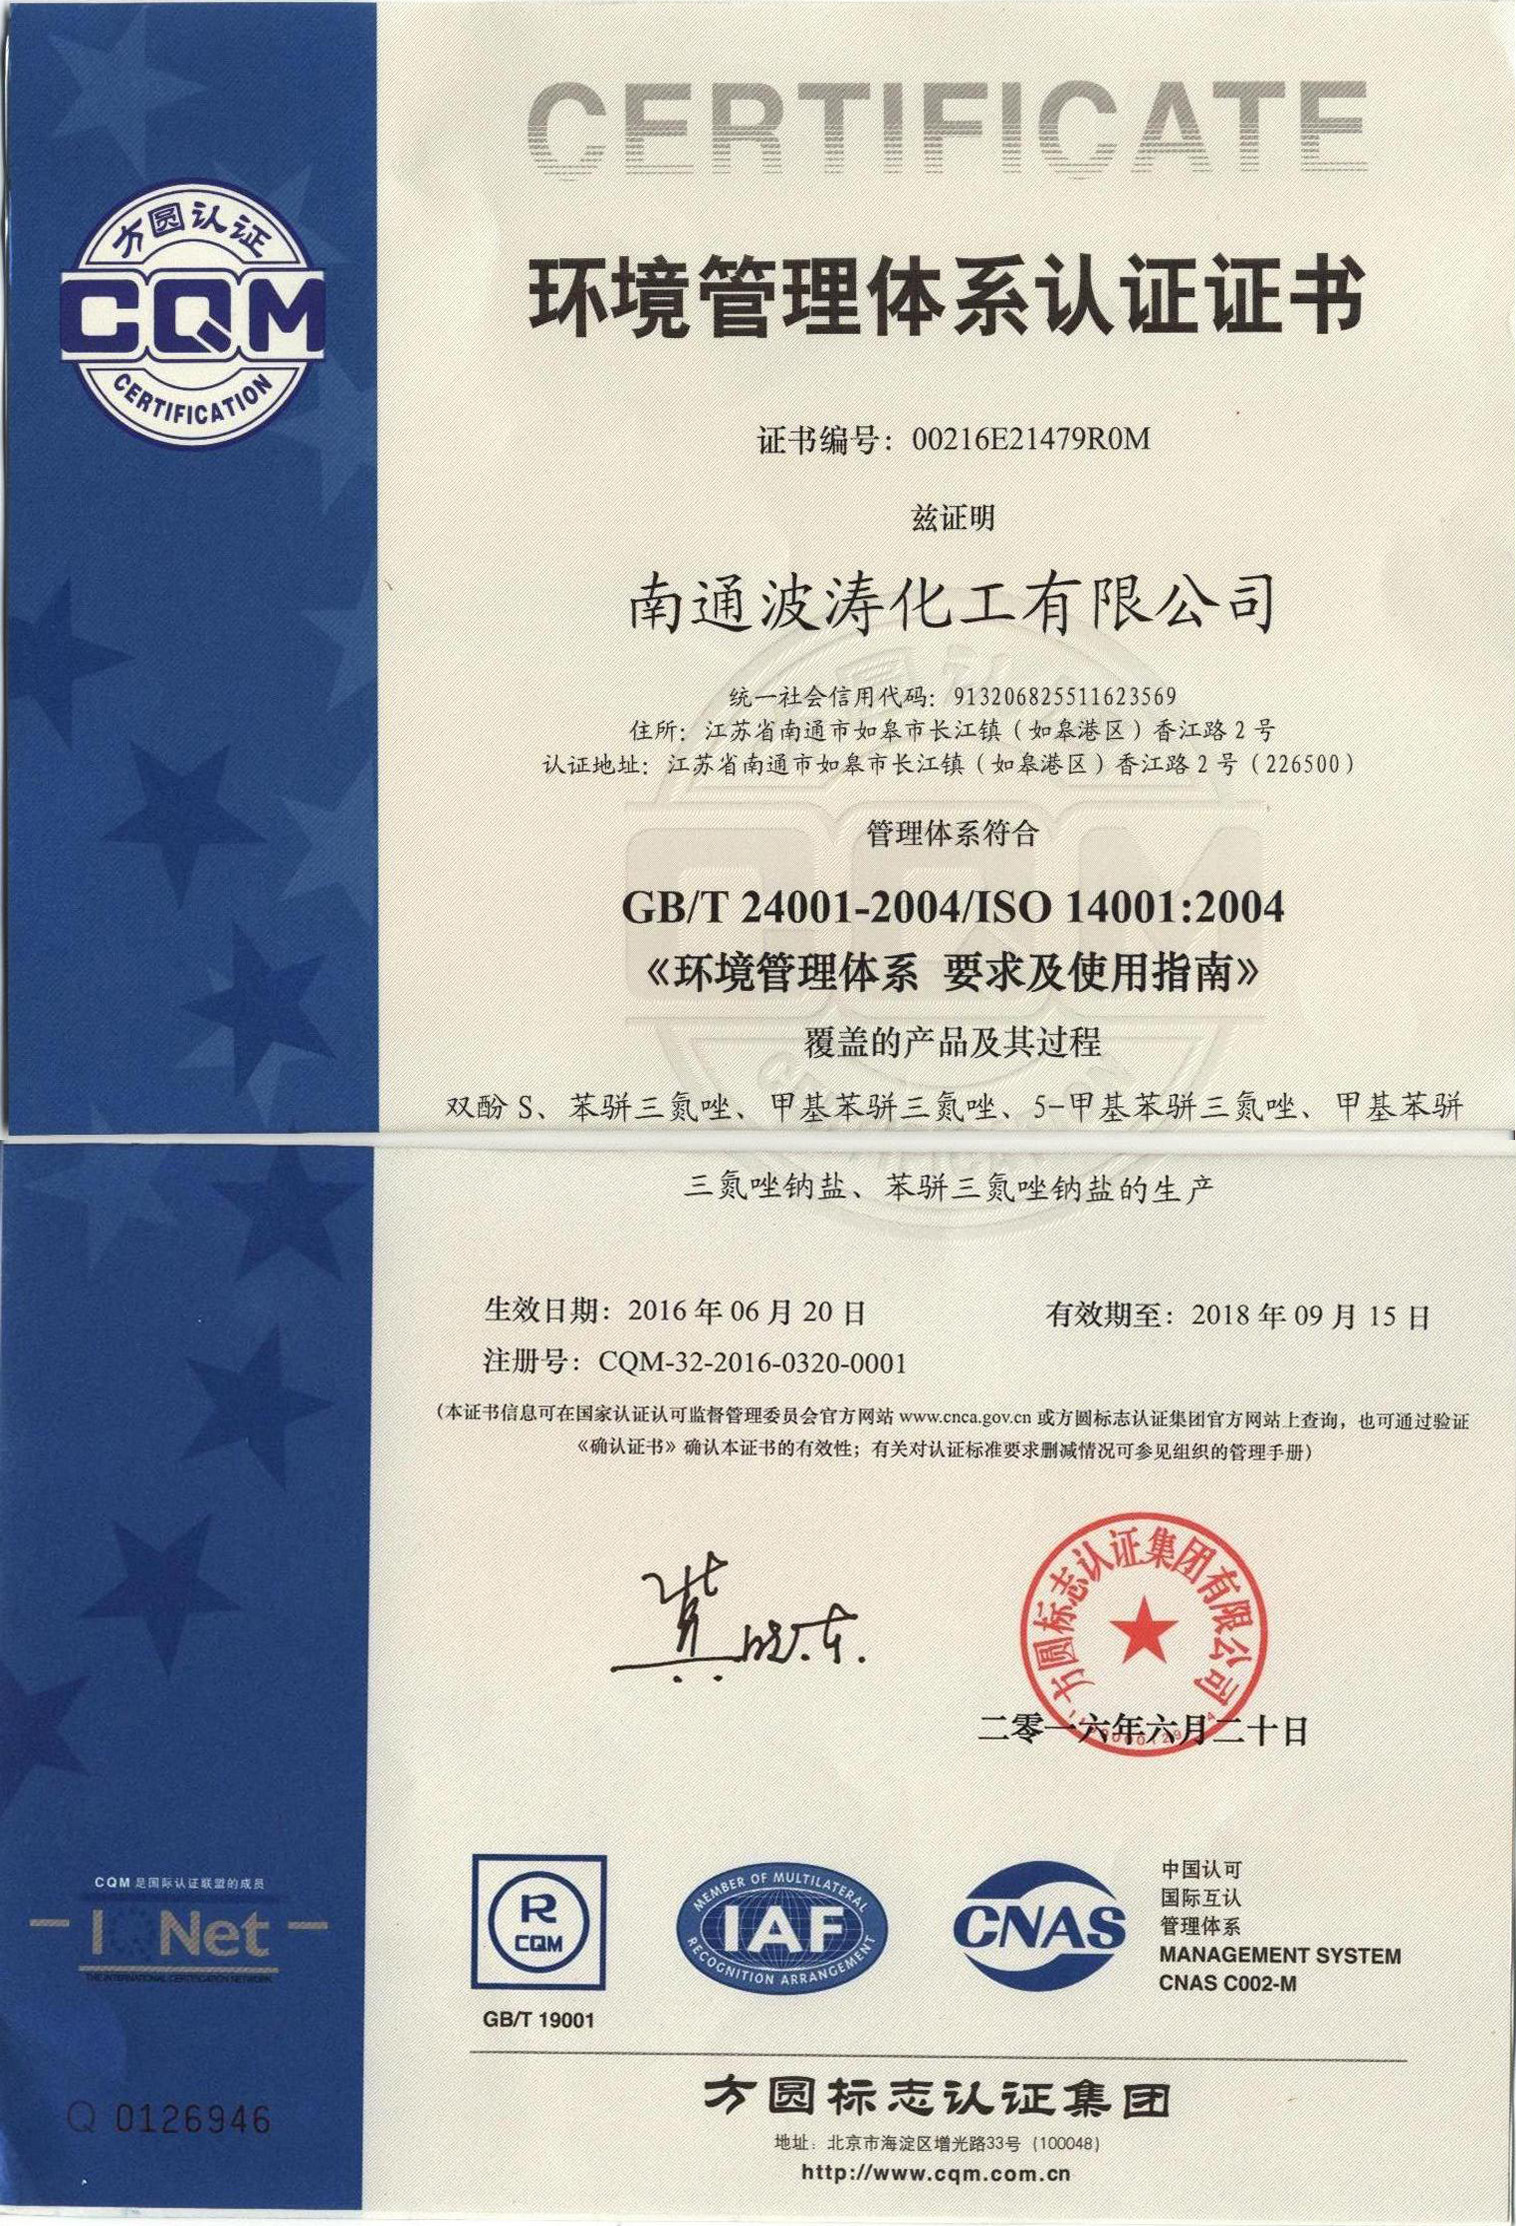 CERTIFICATE
方圆认证
CQM
CERTIFICATION
环境管理体系认证证书
证书编号：00216E21479R0M
兹证明
南通波涛化工有限公司
统一社会信用代码：913206825511623569
住所：江苏省南通市如皋市长江镇（如皋港区）香江路2号
认证地址：江苏省南通市如皋市长江镇（如皋港区）香江路2号（226500）
管理体系符合
GB/T 24001-2004/ISO 14001:2004
《环境管理体系 要求及使用指南》
覆盖的产品及其过程
双酚S、苯骈三氮唑、甲基苯骈三氮唑、5-甲基苯骈三氮唑、甲基苯骈
三氮唑钠盐、苯骈三氮唑钠盐的生产
生效日期：2016年06月20日 有效期至：2018年09月15日
注册号：CQM-32-2016-0320-0001
（本证书信息可在国家认证认可监督管理委员会官方网站www.cnca.gov.cn或方圆标志认证集团官方网站上查询，也可通过验证
《确认证书》确认本证书的有效性；有关对认证标准要求删减情况可参见组织的管理手册）
方圆标志认证集团有限公司
二零一六年六月二十日
CQM是国际认证联盟的成员
IQNet
THE INTERNATIONAL CERTIFICATION NETWORK
R
CQM
GB/T 19001
MEMBER OF MULTILATERAL
IAF
RECOGNITION ARRANGEMENT
CNAS
中国认可
国际互认
管理体系
MANAGEMENT SYSTEM
CNAS C002-M
Q 0126946
方圆标志认证集团
地址：北京市海淀区增光路33号（100048）
http://www.cqm.com.cn